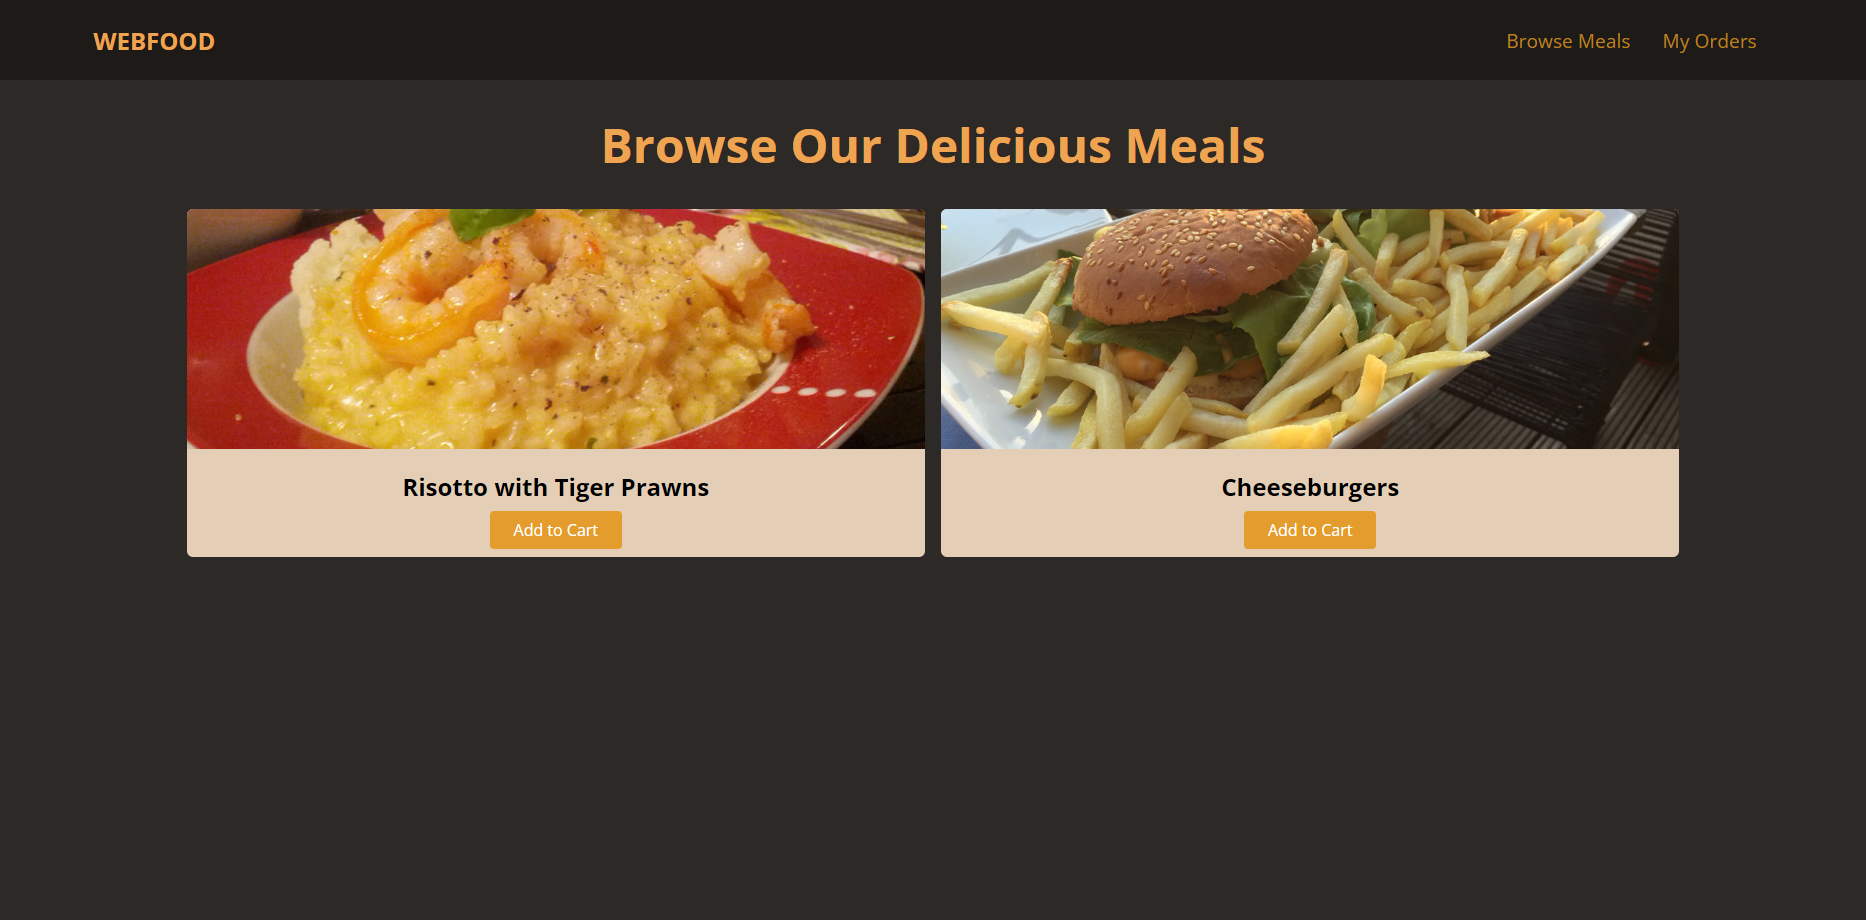 WEBFOOD
Browse Meals
My Orders
Browse Our Delicious Meals
Risotto with Tiger Prawns
Add to Cart
Cheeseburgers
Add to Cart